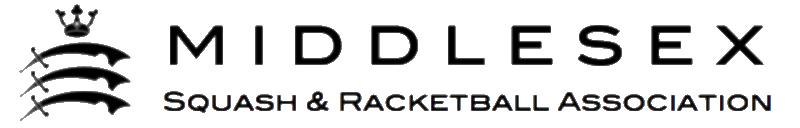 MIDDLESEX
SQUASH & RACKETBALL ASSOCIATION